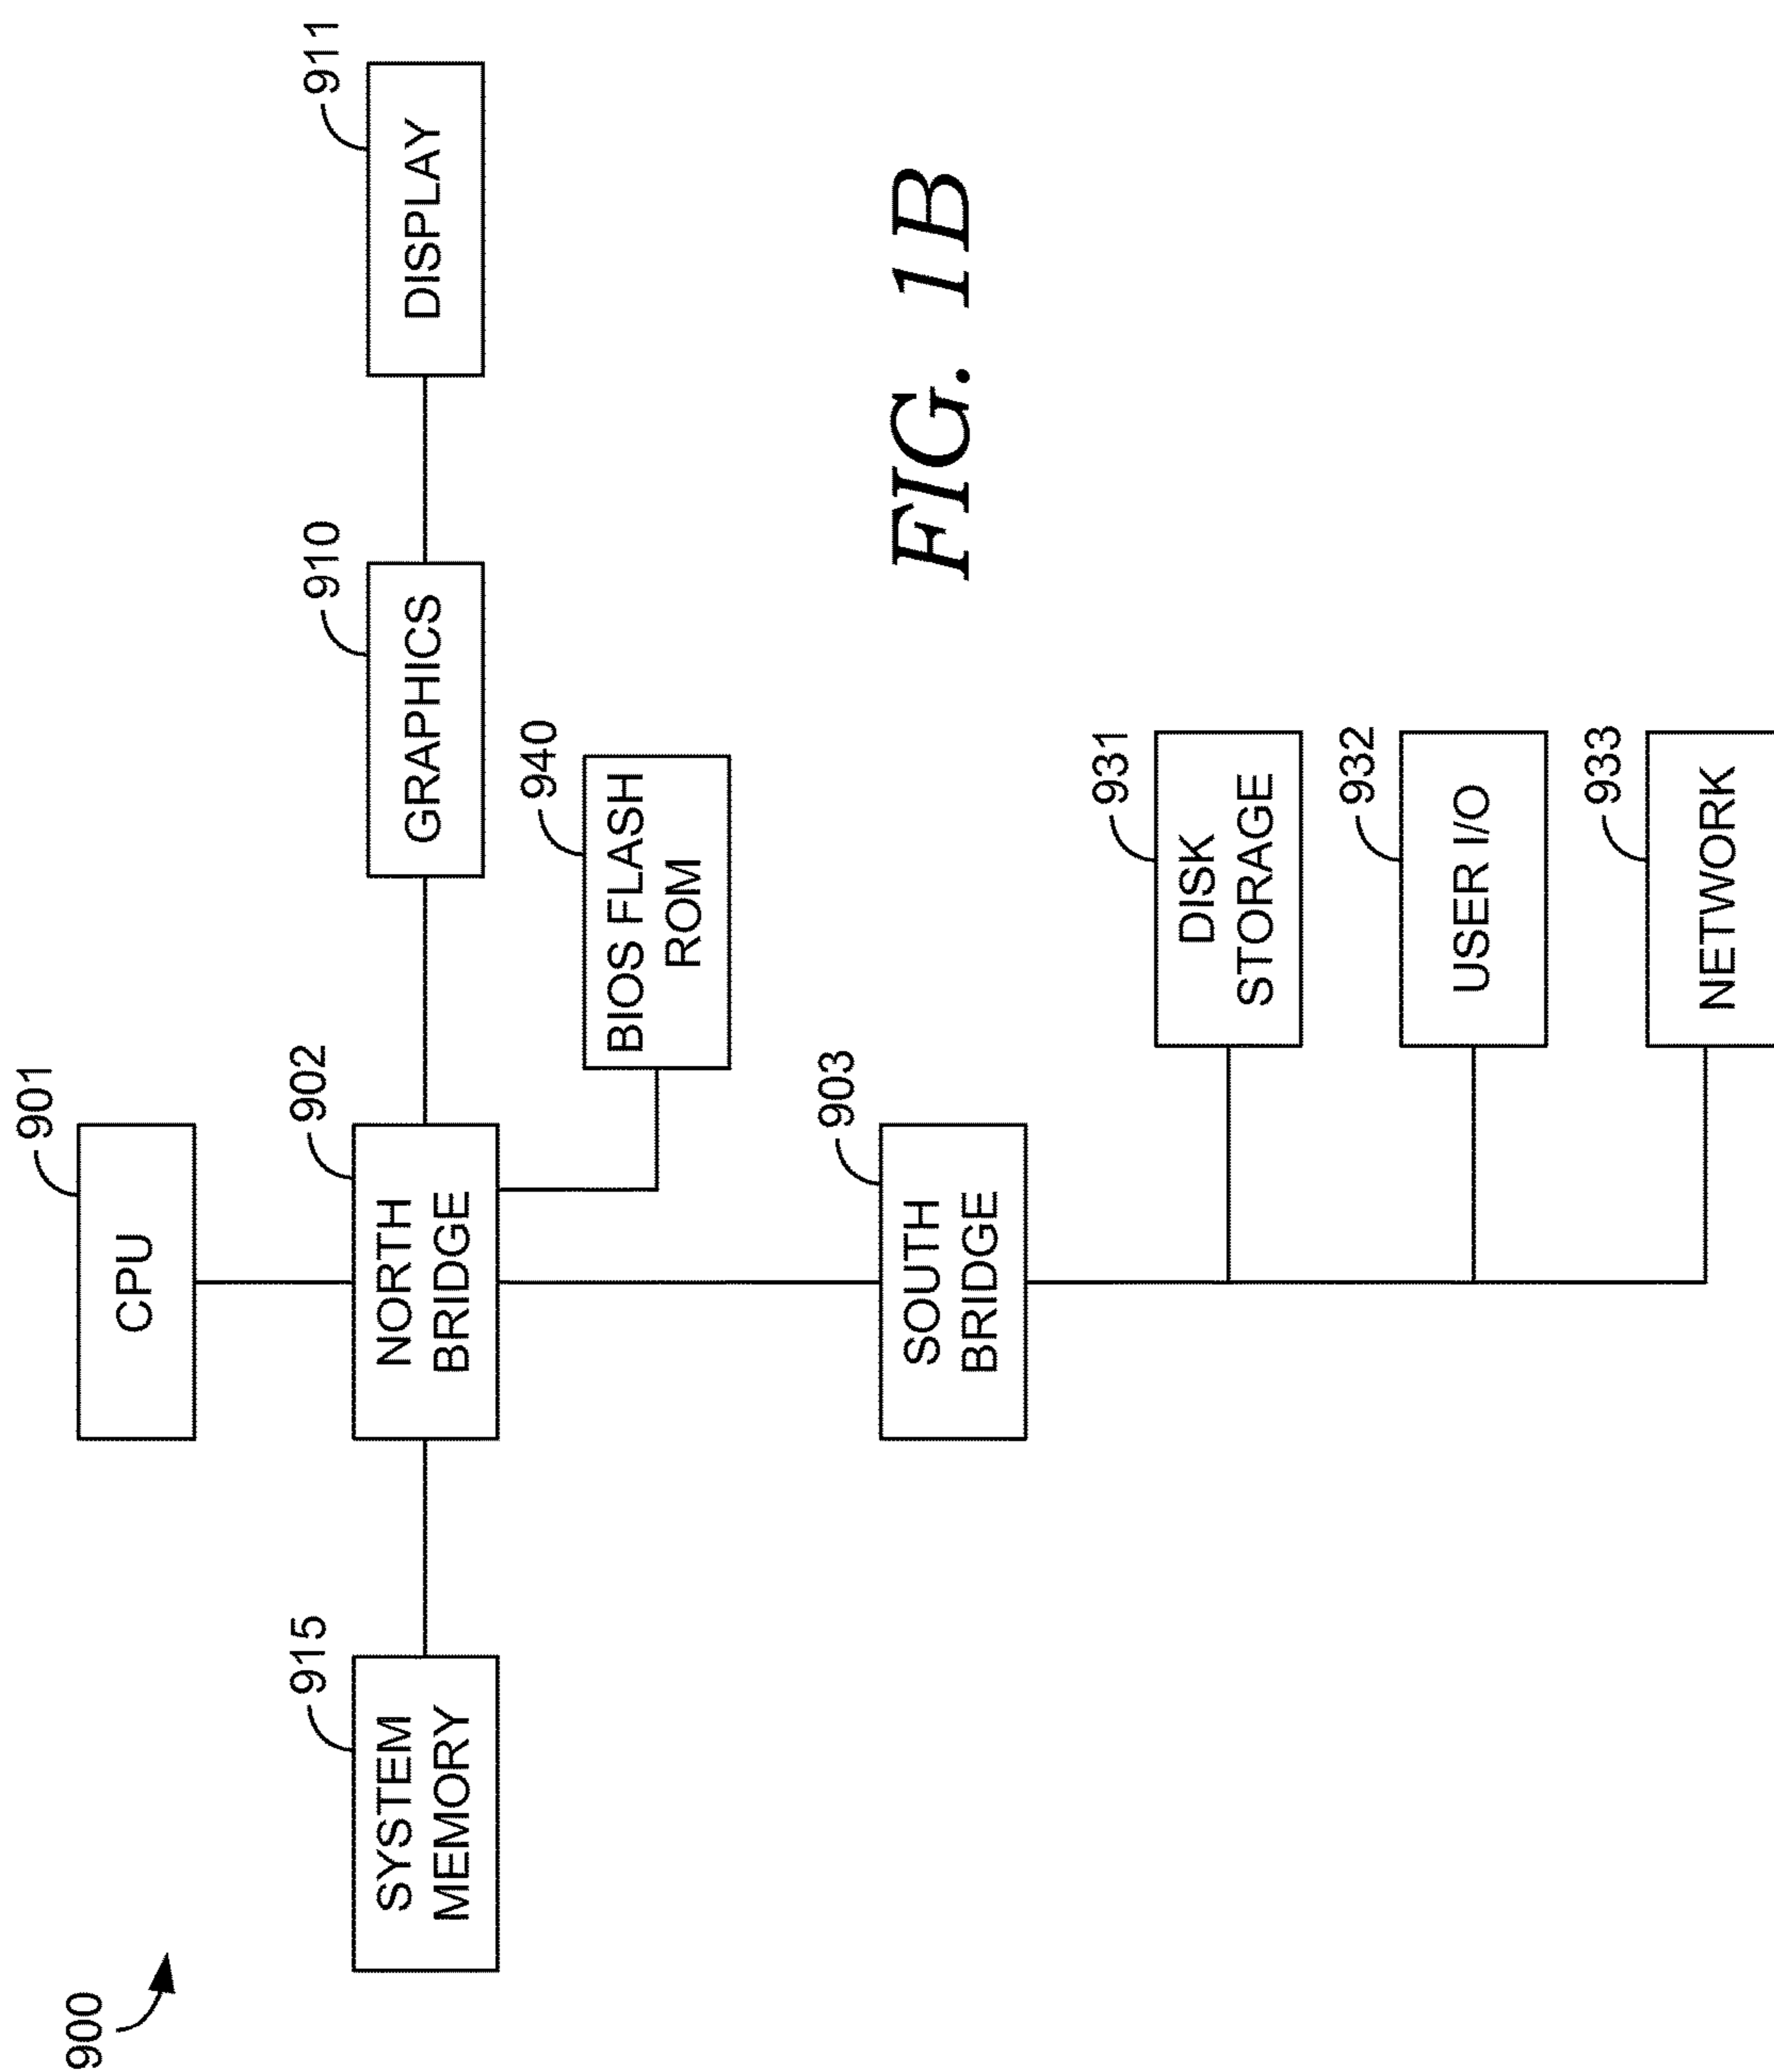 900
901
CPU
915
SYSTEM
MEMORY
902
NORTH
BRIDGE
910
GRAPHICS
911
DISPLAY
940
BIOS FLASH
ROM
903
SOUTH
BRIDGE
931
DISK
STORAGE
932
USER I/O
933
NETWORK
FIG. 1B